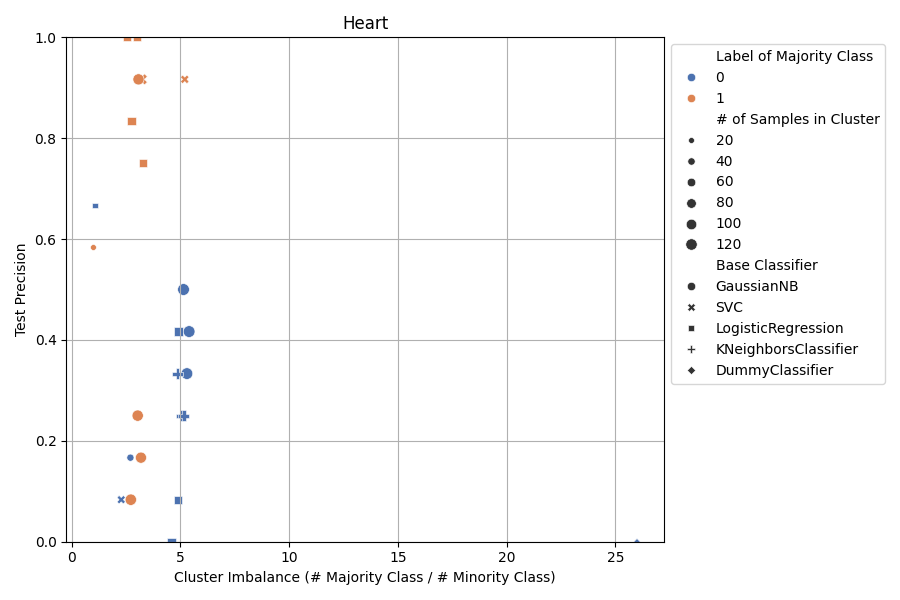 Heart
1.0
0.8
0.6
0.4
0.2
0.0
Test Precision
0
5
10
15
20
25
Cluster Imbalance (# Majority Class / # Minority Class)
Label of Majority Class
0
1
# of Samples in Cluster
20
40
60
80
100
120
Base Classifier
GaussianNB
SVC
LogisticRegression
KNeighborsClassifier
DummyClassifier